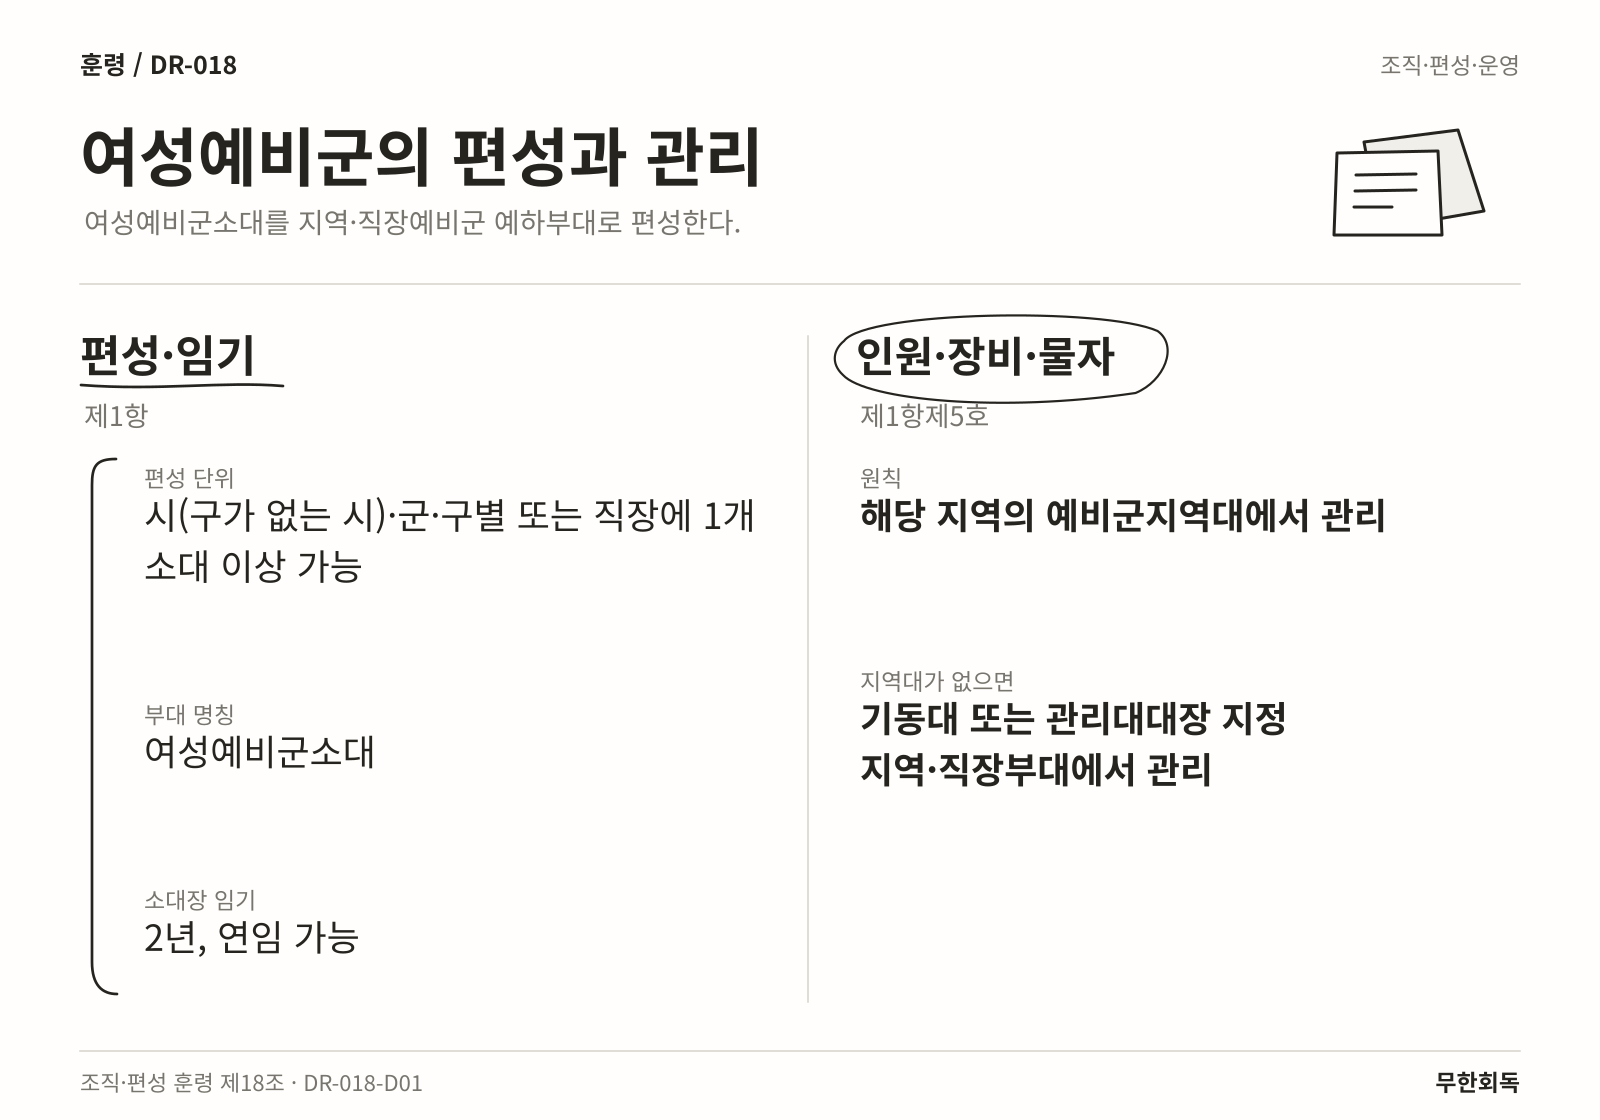 훈령 / DR-018
조직·편성·운영
여성예비군의 편성과 관리
여성예비군소대를 지역·직장예비군 예하부대로 편성한다.
편성·임기
제1항
편성 단위
시(구가 없는 시)·군·구별 또는 직장에 1개
소대 이상 가능
부대 명칭
여성예비군소대
소대장 임기
2년, 연임 가능
인원·장비·물자
제1항제5호
원칙
해당 지역의 예비군지역대에서 관리
지역대가 없으면
기동대 또는 관리대대장 지정
지역·직장부대에서 관리
조직·편성 훈령 제18조 · DR-018-D01
무한회독